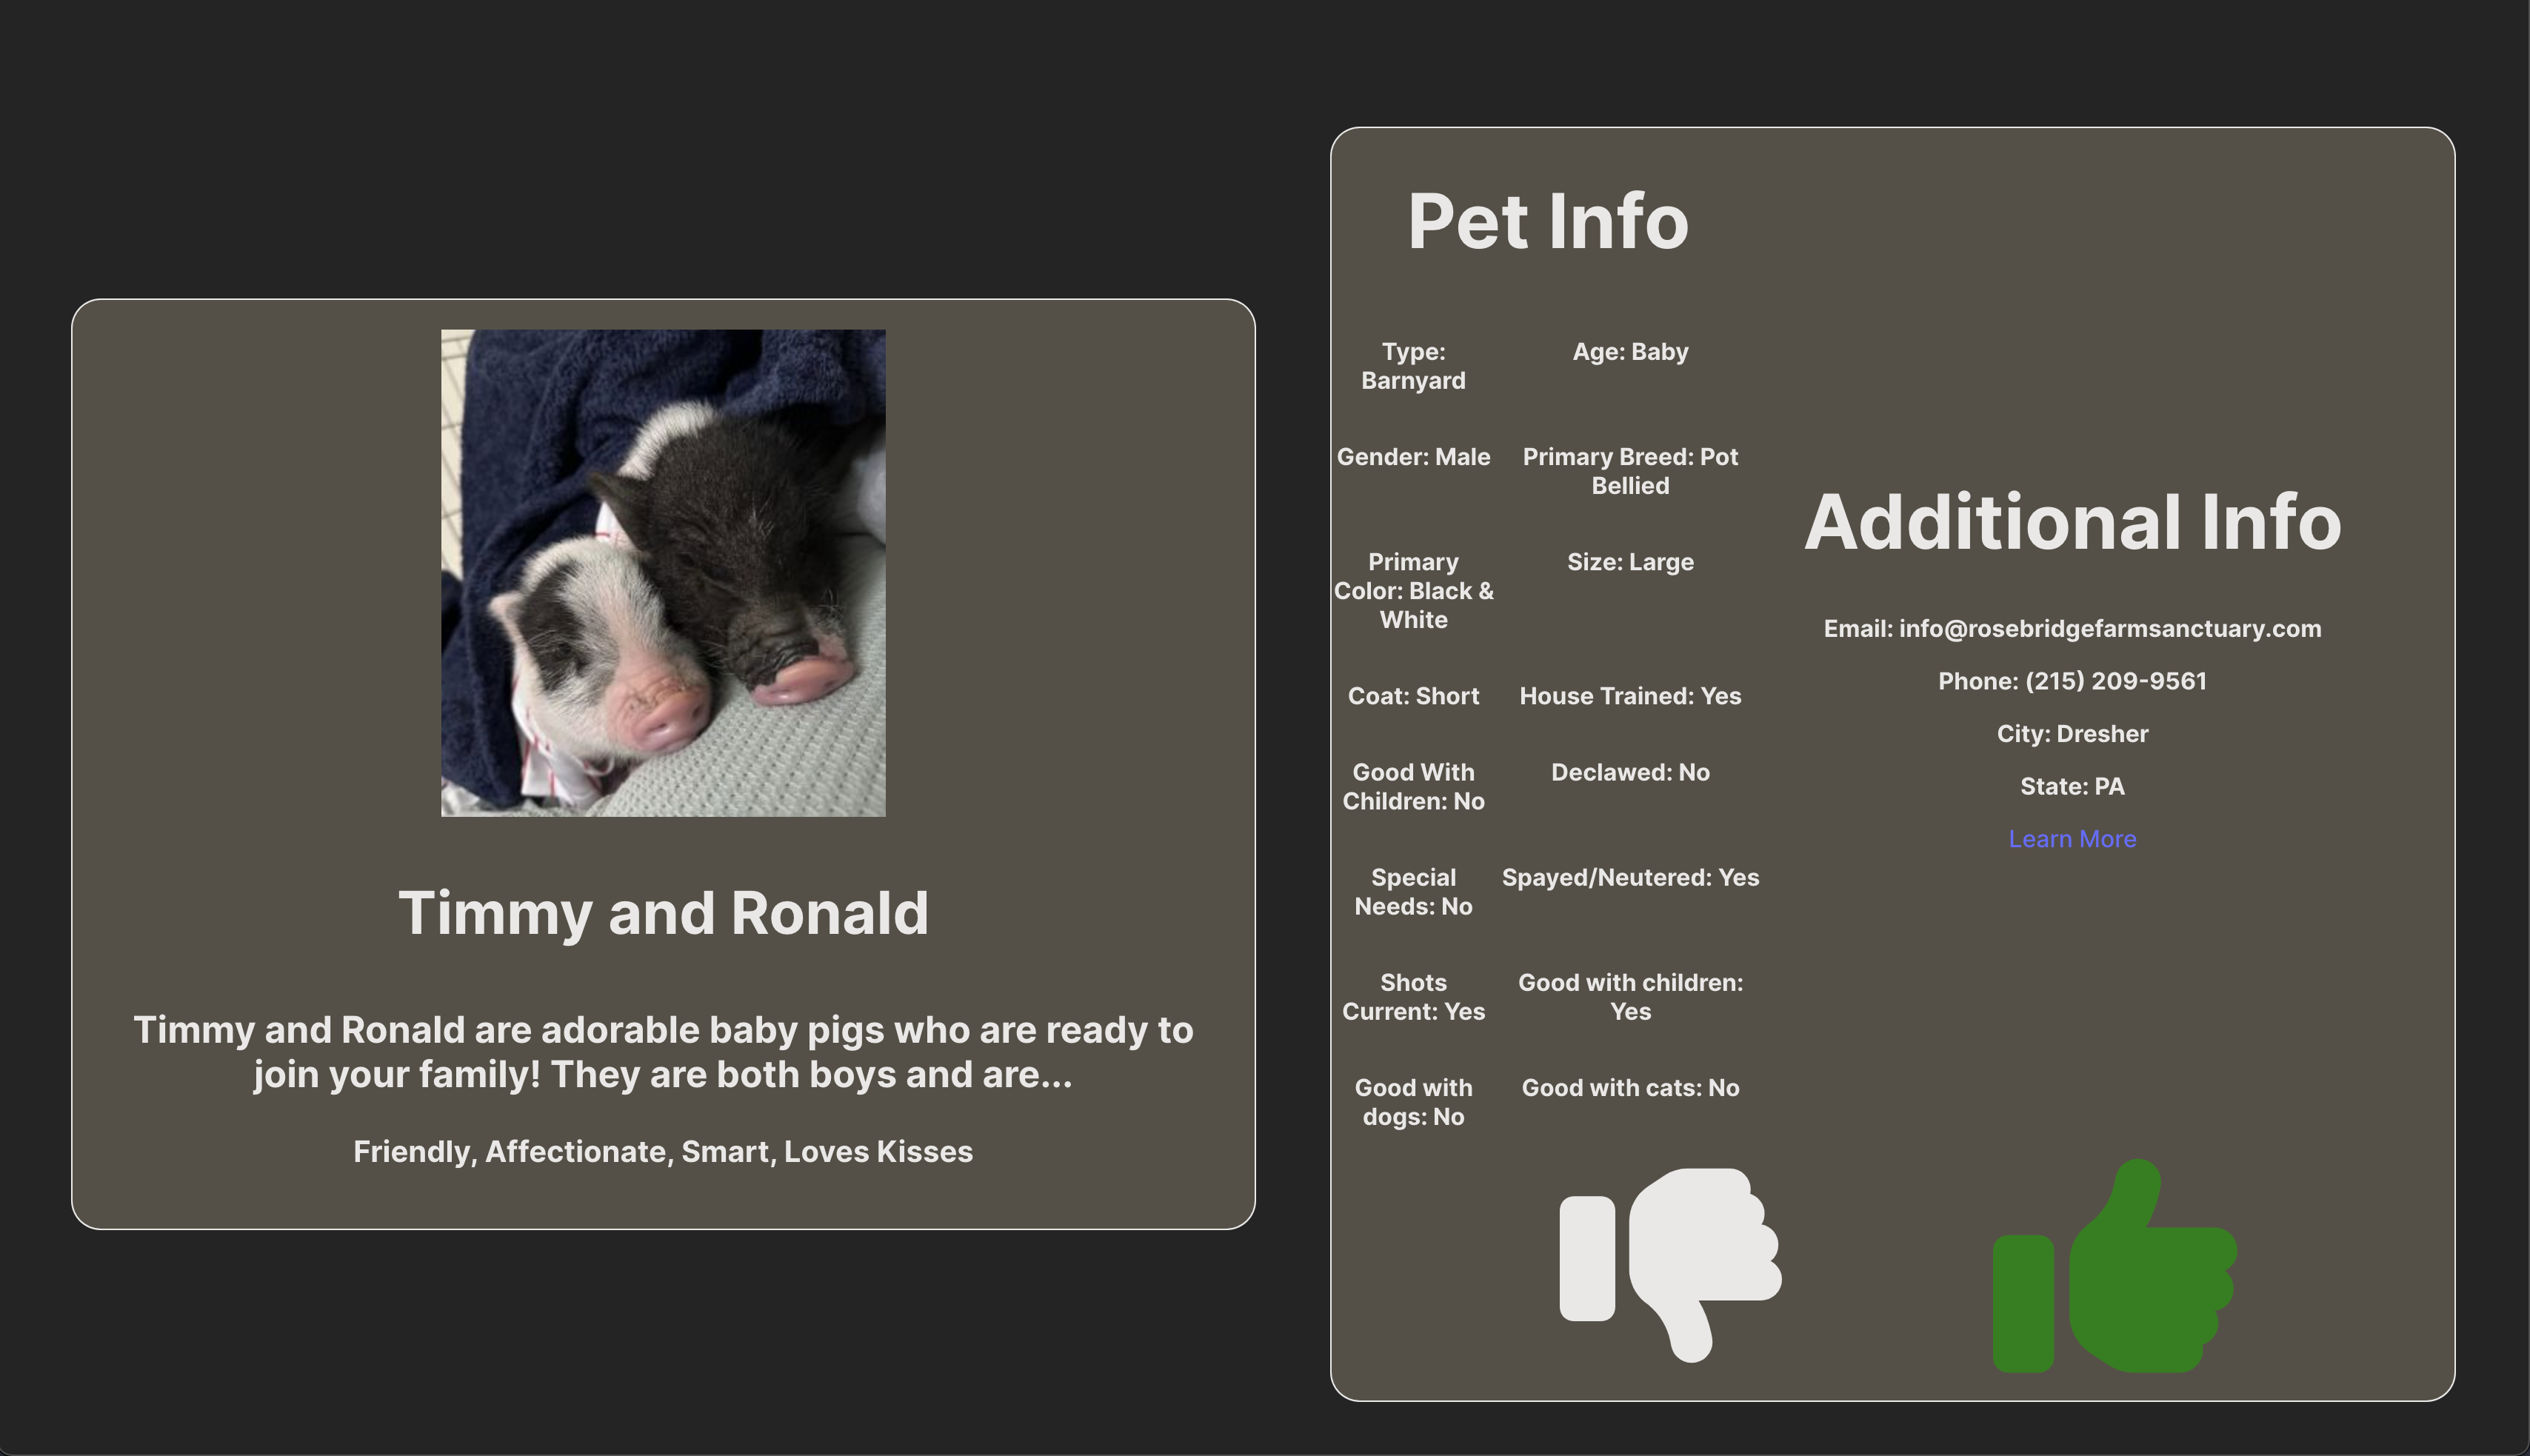 Timmy and Ronald
Timmy and Ronald are adorable baby pigs who are ready to
join your family! They are both boys and are...
Friendly, Affectionate, Smart, Loves Kisses
Pet Info
Type:
Barnyard
Age: Baby
Gender: Male
Primary Breed: Pot
Bellied
Primary
Color: Black &
White
Size: Large
Coat: Short
House Trained: Yes
Good With
Children: No
Declawed: No
Special
Needs: No
Spayed/Neutered: Yes
Shots
Current: Yes
Good with children:
Yes
Good with
dogs: No
Good with cats: No
Additional Info
Email: info@rosebridgefarmsanctuary.com
Phone: (215) 209-9561
City: Dresher
State: PA
Learn More